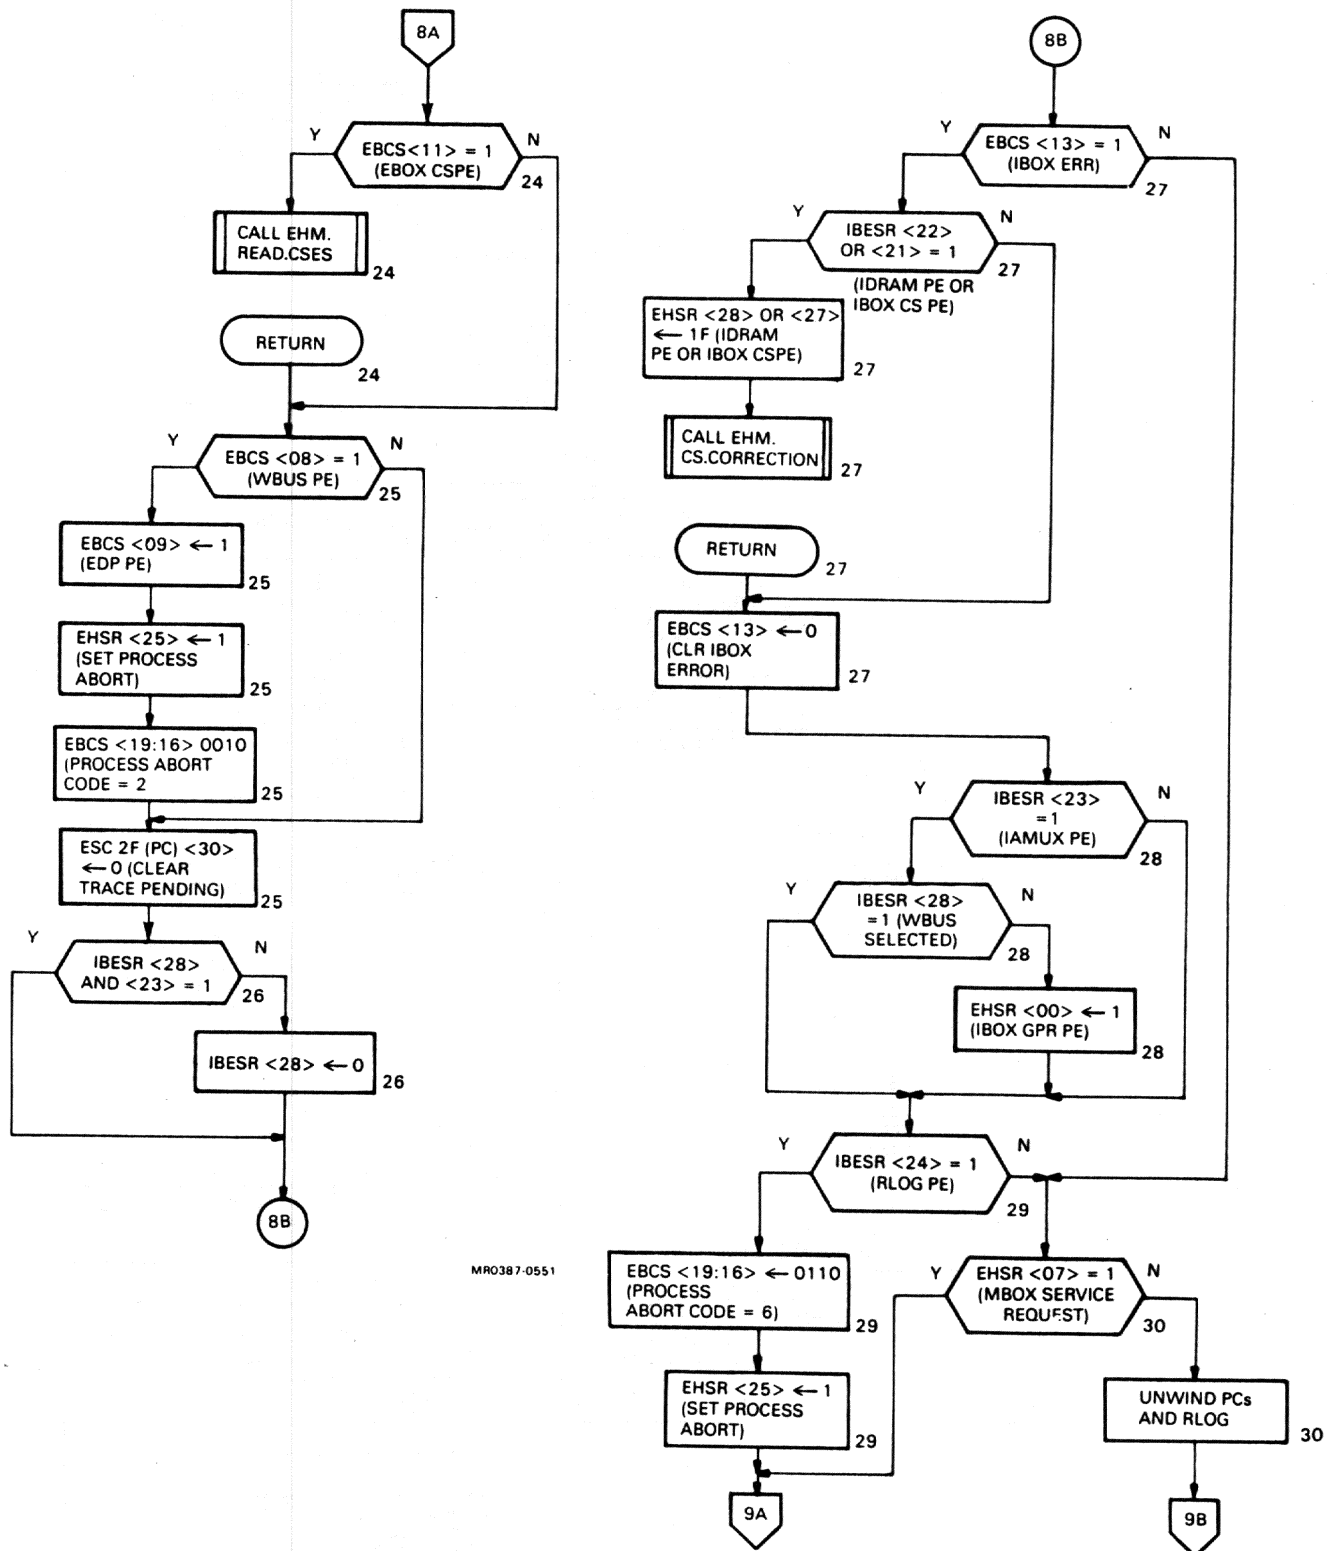 8A
Y
N
EBCS<11> = 1
(EBOX CSPE)
24
CALL EHM.
READ.CSES
24
RETURN
24
Y
N
EBCS <08> = 1
(WBUS PE)
25
EBCS <09> ← 1
(EDP PE)
25
EHSR <25> ← 1
(SET PROCESS
ABORT)
25
EBCS <19:16> 0010
(PROCESS ABORT
CODE = 2
25
ESC 2F (PC) <30>
← 0 (CLEAR
TRACE PENDING)
25
Y
N
IBESR <28>
AND <23> = 1
26
IBESR <28> ← 0
26
8B
MR0387-0551
8B
Y
N
EBCS <13> = 1
(IBOX ERR)
27
Y
N
IBESR <22>
OR <21> = 1
27
(IDRAM PE OR
IBOX CS PE)
EHSR <28> OR <27>
← 1F (IDRAM
PE OR IBOX CSPE)
27
CALL EHM.
CS.CORRECTION
27
RETURN
27
EBCS <13> ← 0
(CLR IBOX
ERROR)
27
Y
N
IBESR <23>
= 1
(IAMUX PE)
28
Y
N
IBESR <28>
= 1 (WBUS
SELECTED)
28
EHSR <00> ← 1
(IBOX GPR PE)
28
Y
N
IBESR <24> = 1
(RLOG PE)
29
EBCS <19:16> ← 0110
(PROCESS
ABORT CODE = 6)
29
EHSR <25> ← 1
(SET PROCESS
ABORT)
29
9A
Y
N
EHSR <07> = 1
(MBOX SERVICE
REQUEST)
30
UNWIND PCs
AND RLOG
30
9B